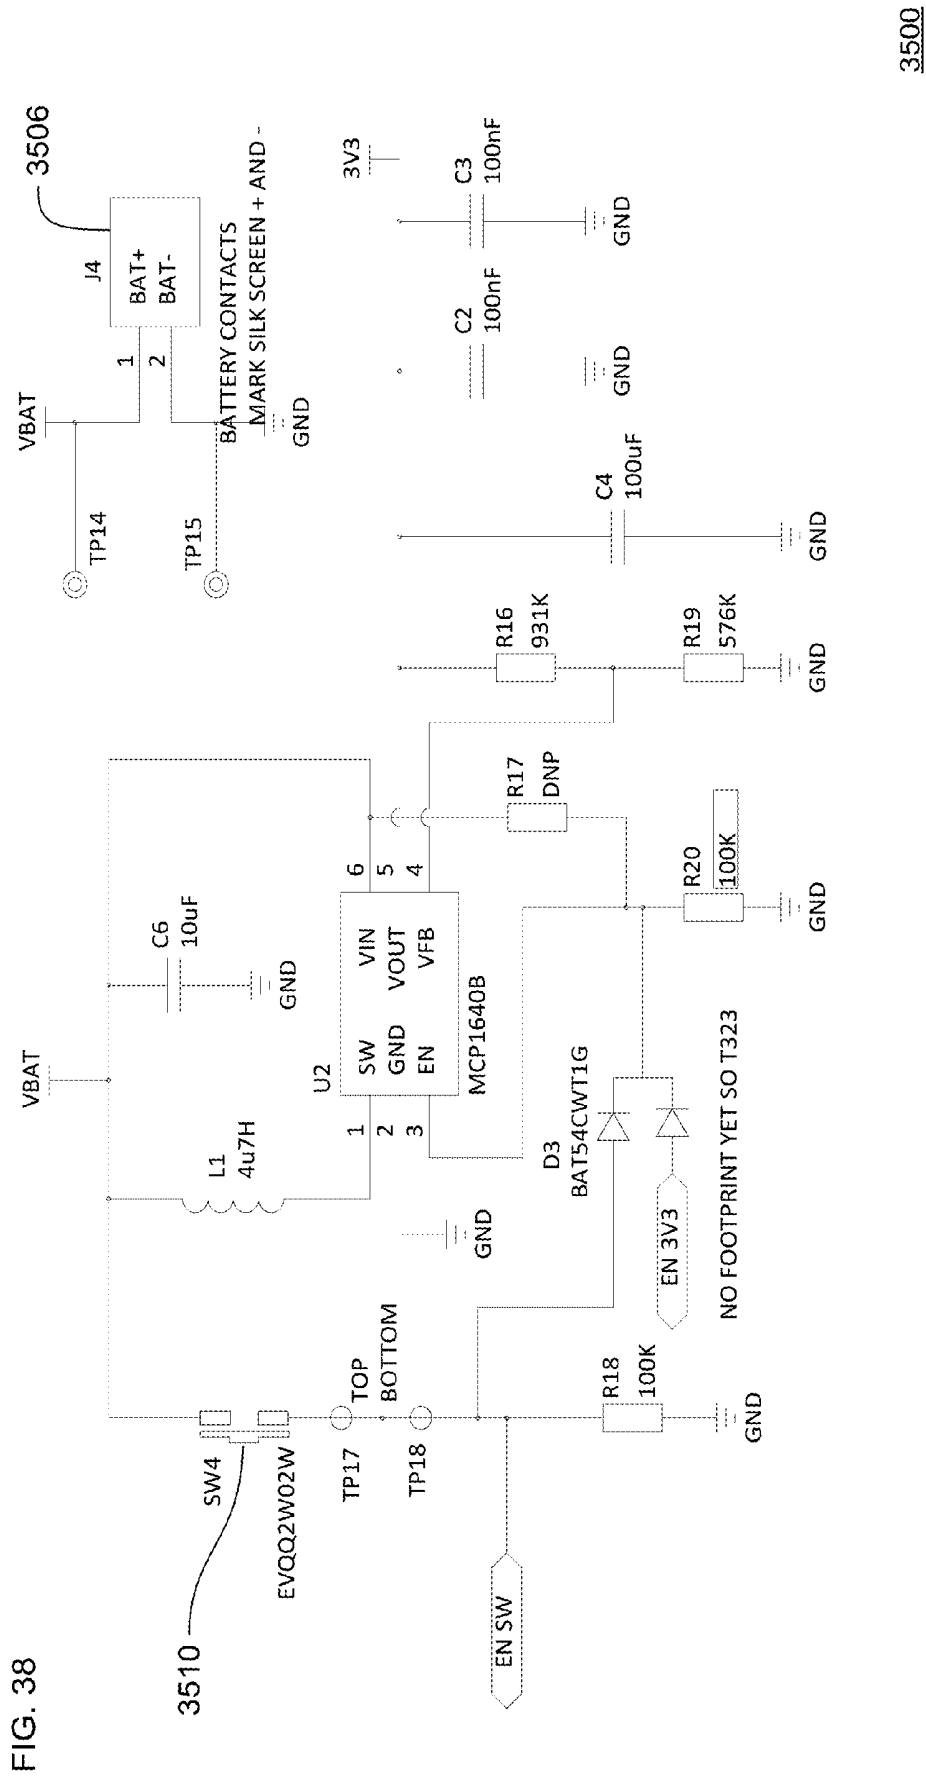 FIG. 38
3500
3510
SW4
EVQQ2W02W
TP17
TOP
BOTTOM
TP18
EN SW
R18
100K
GND
VBAT
L1
4u7H
C6
10uF
GND
U2
1
2
3
SW
GND
EN
VIN
VOUT
VFB
6
5
4
MCP1640B
GND
D3
BAT54CWT1G
EN 3V3
NO FOOTPRINT YET SO T323
R17
DNP
R20
100K
GND
R16
931K
R19
576K
GND
C4
100uF
GND
C2
100nF
GND
C3
100nF
GND
3V3
VBAT
TP14
TP15
1
2
J4
BAT+
BAT-
3506
BATTERY CONTACTS
MARK SILK SCREEN + AND -
GND